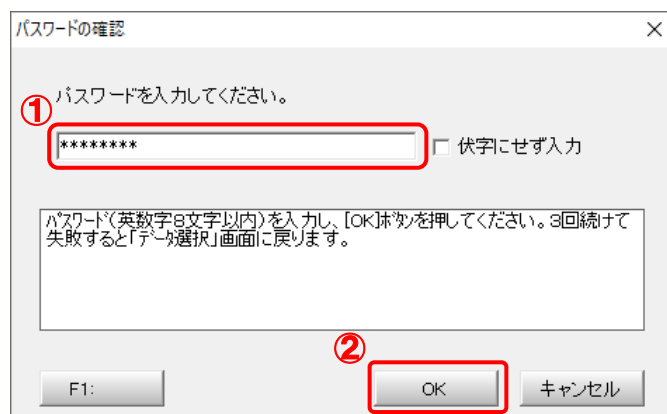 パスワードの確認
パスワードを入力してください。
①
******** 伏字にせず入力
パスワード(英数字8文字以内)を入力し、[OK]ボタンを押してください。3回続けて
失敗すると「データ選択」画面に戻ります。
②
F1: OK キャンセル